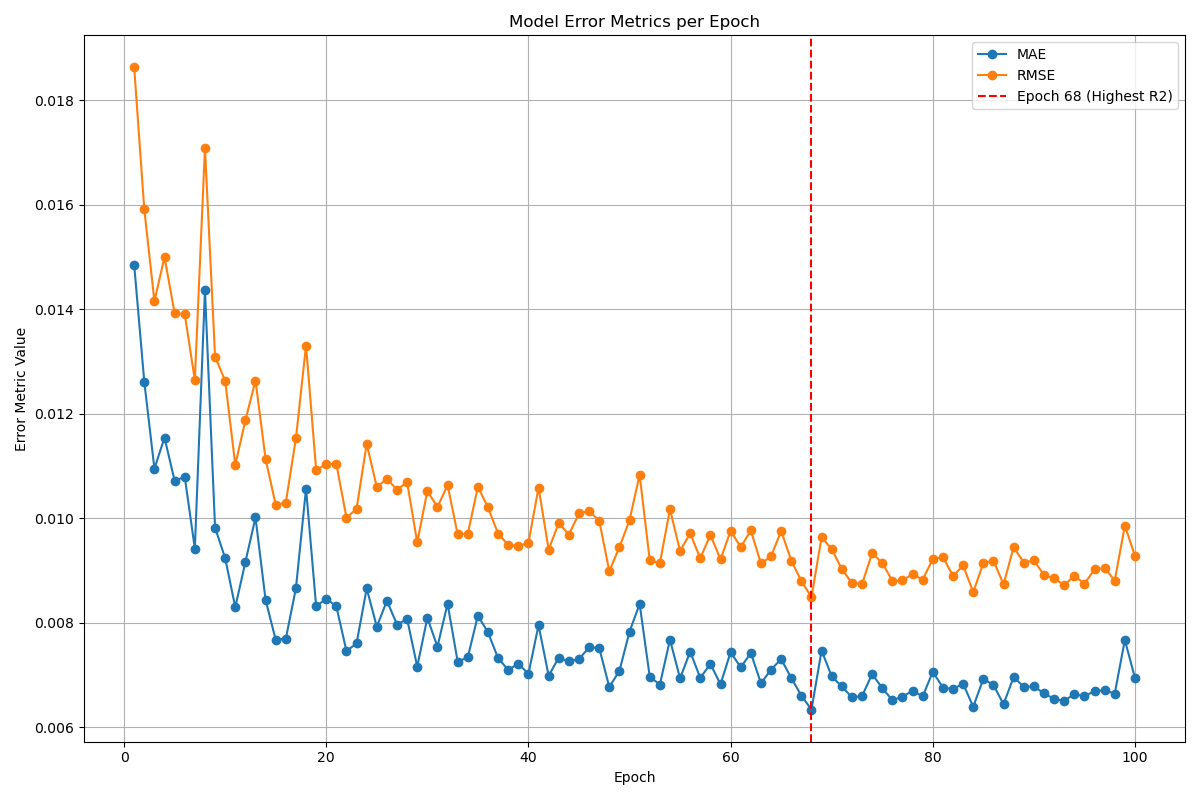 Model Error Metrics per Epoch
MAE
RMSE
Epoch 68 (Highest R2)
Error Metric Value
0.018
0.016
0.014
0.012
0.010
0.008
0.006
0 20 40 60 80 100
Epoch